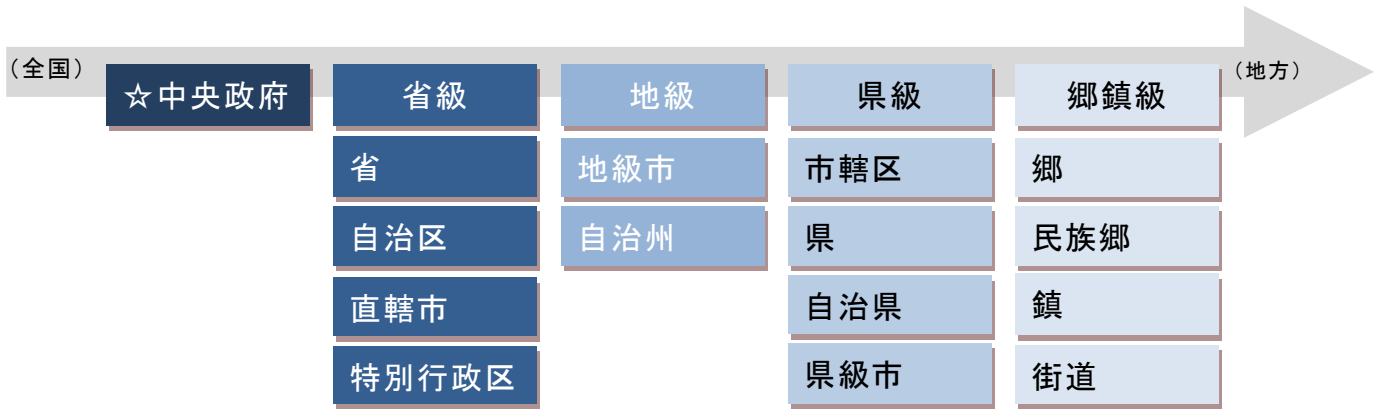 （全国）
☆中央政府
省級
地級
県級
郷鎮級
（地方）
省
地級市
市轄区
郷
自治区
自治州
県
民族郷
直轄市
自治県
鎮
特別行政区
県級市
街道